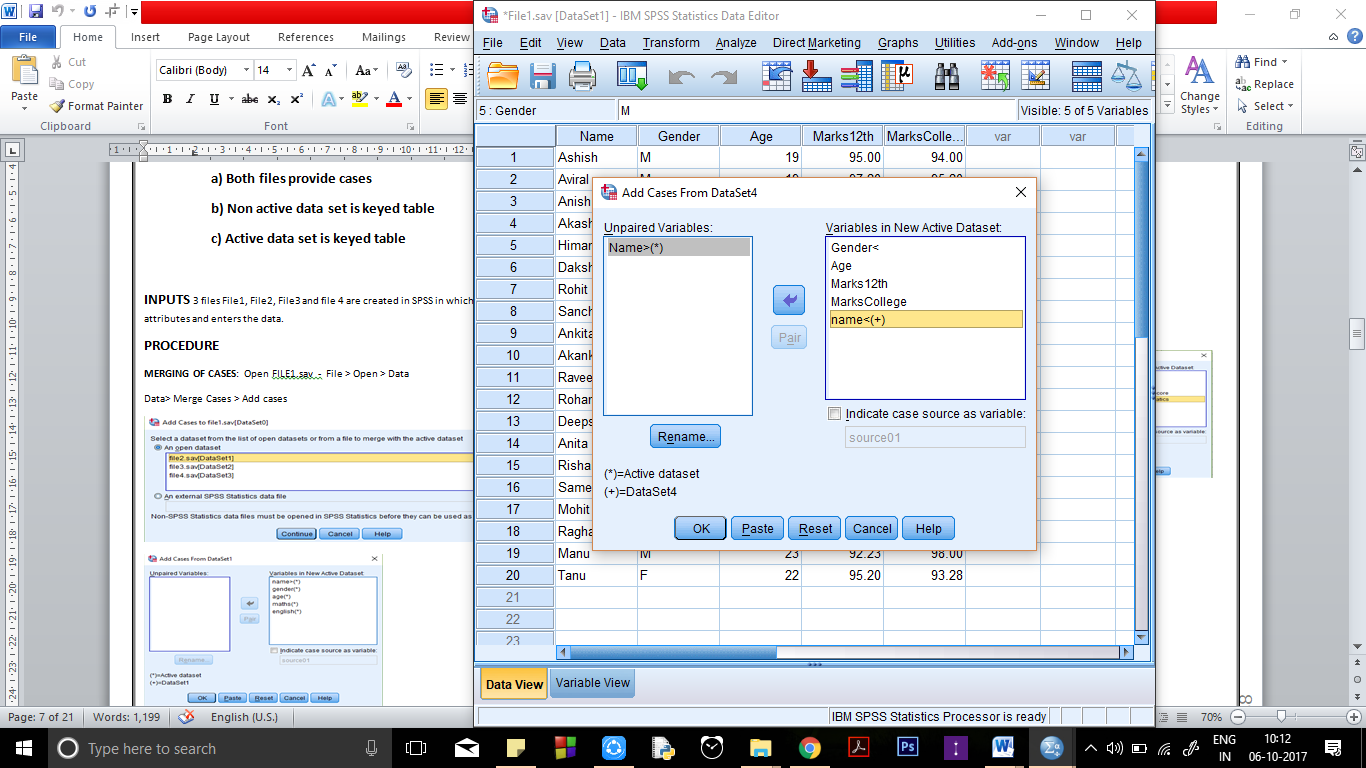 File
Home
Insert
Page Layout
References
Mailings
Review
Cut
Copy
Format Painter
Paste
Clipboard
Calibri (Body)
14
Font
Change Styles
Find
Replace
Select
Editing
a) Both files provide cases
b) Non active data set is keyed table
c) Active data set is keyed table
INPUTS 3 files File1, File2, File3 and file 4 are created in SPSS in which
attributes and enters the data.
PROCEDURE
MERGING OF CASES: Open FILE1.sav - File > Open > Data
Data> Merge Cases > Add cases
Add Cases to file1.sav[DataSet0]
Select a dataset from the list of open datasets or from a file to merge with the active dataset
An open dataset
file2.sav[DataSet1]
file3.sav[DataSet2]
file4.sav[DataSet3]
An external SPSS Statistics data file
Non-SPSS Statistics data files must be opened in SPSS Statistics before they can be used as
Continue Cancel Help
Add Cases From DataSet1
Unpaired Variables:
Variables in New Active Dataset:
name>(*)
gender(*)
age(*)
maths(*)
english(*)
Pair
Rename...
Indicate case source as variable:
source01
(*)=Active dataset
(+)=DataSet1
OK Paste Reset Cancel Help
Page: 7 of 21
Words: 1,199
English (U.S.)
70%
*File1.sav [DataSet1] - IBM SPSS Statistics Data Editor
File Edit View Data Transform Analyze Direct Marketing Graphs Utilities Add-ons Window Help
5 : Gender
M
Visible: 5 of 5 Variables
Name Gender Age Marks12th MarksColle... var var
1 Ashish M 19 95.00 94.00
2 Aviral
3 Anish
4 Akash
5 Himan
6 Daksh
7 Rohit
8 Sanch
9 Ankita
10 Akank
11 Ravee
12 Rohan
13 Deeps
14 Anita
15 Risha
16 Same
17 Mohit
18 Ragha
19 Manu M 23 92.23 98.00
20 Tanu F 22 95.20 93.28
21
22
23
Add Cases From DataSet4
Unpaired Variables:
Name>(*)
Variables in New Active Dataset:
Gender<
Age
Marks12th
MarksCollege
name<(+)
Pair
Rename...
Indicate case source as variable:
source01
(*)=Active dataset
(+)=DataSet4
OK Paste Reset Cancel Help
Data View
Variable View
IBM SPSS Statistics Processor is ready
Type here to search
ENG
IN
10:12
06-10-2017